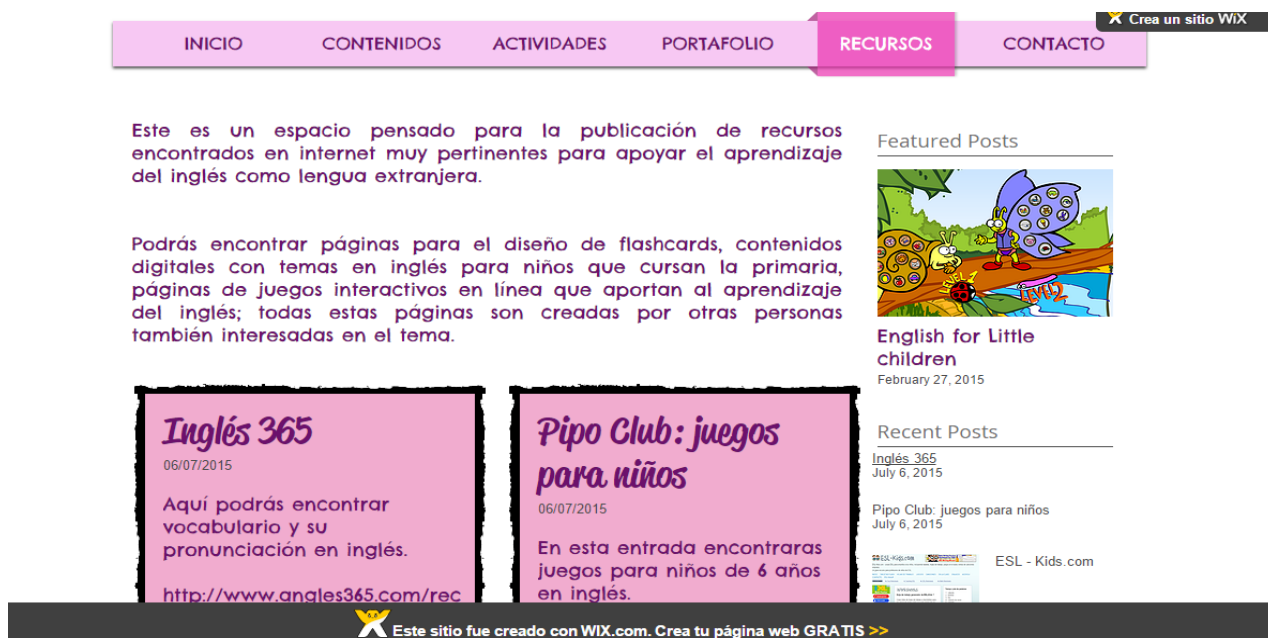 Crea un sitio WiX
INICIO CONTENIDOS ACTIVIDADES PORTAFOLIO RECURSOS CONTACTO
Este es un espacio pensado para la publicación de recursos
encontrados en internet muy pertinentes para apoyar el aprendizaje
del inglés como lengua extranjera.
Podrás encontrar páginas para el diseño de flashcards, contenidos
digitales con temas en inglés para niños que cursan la primaria,
páginas de juegos interactivos en línea que aportan al aprendizaje
del inglés; todas estas páginas son creadas por otras personas
también interesadas en el tema.
Inglés 365
06/07/2015
Aquí podrás encontrar
vocabulario y su
pronunciación en inglés.
http://www.angles365.com/rec
Pipo Club: juegos
para niños
06/07/2015
En esta entrada encontraras
juegos para niños de 6 años
en inglés.
Featured Posts
LEVEL 1
LEVEL 2
English for Little
children
February 27, 2015
Recent Posts
Inglés 365
July 6, 2015
Pipo Club: juegos para niños
July 6, 2015
ESL-Kids.com
ESL - Kids.com
Este sitio fue creado con WIX.com. Crea tu página web GRATIS >>